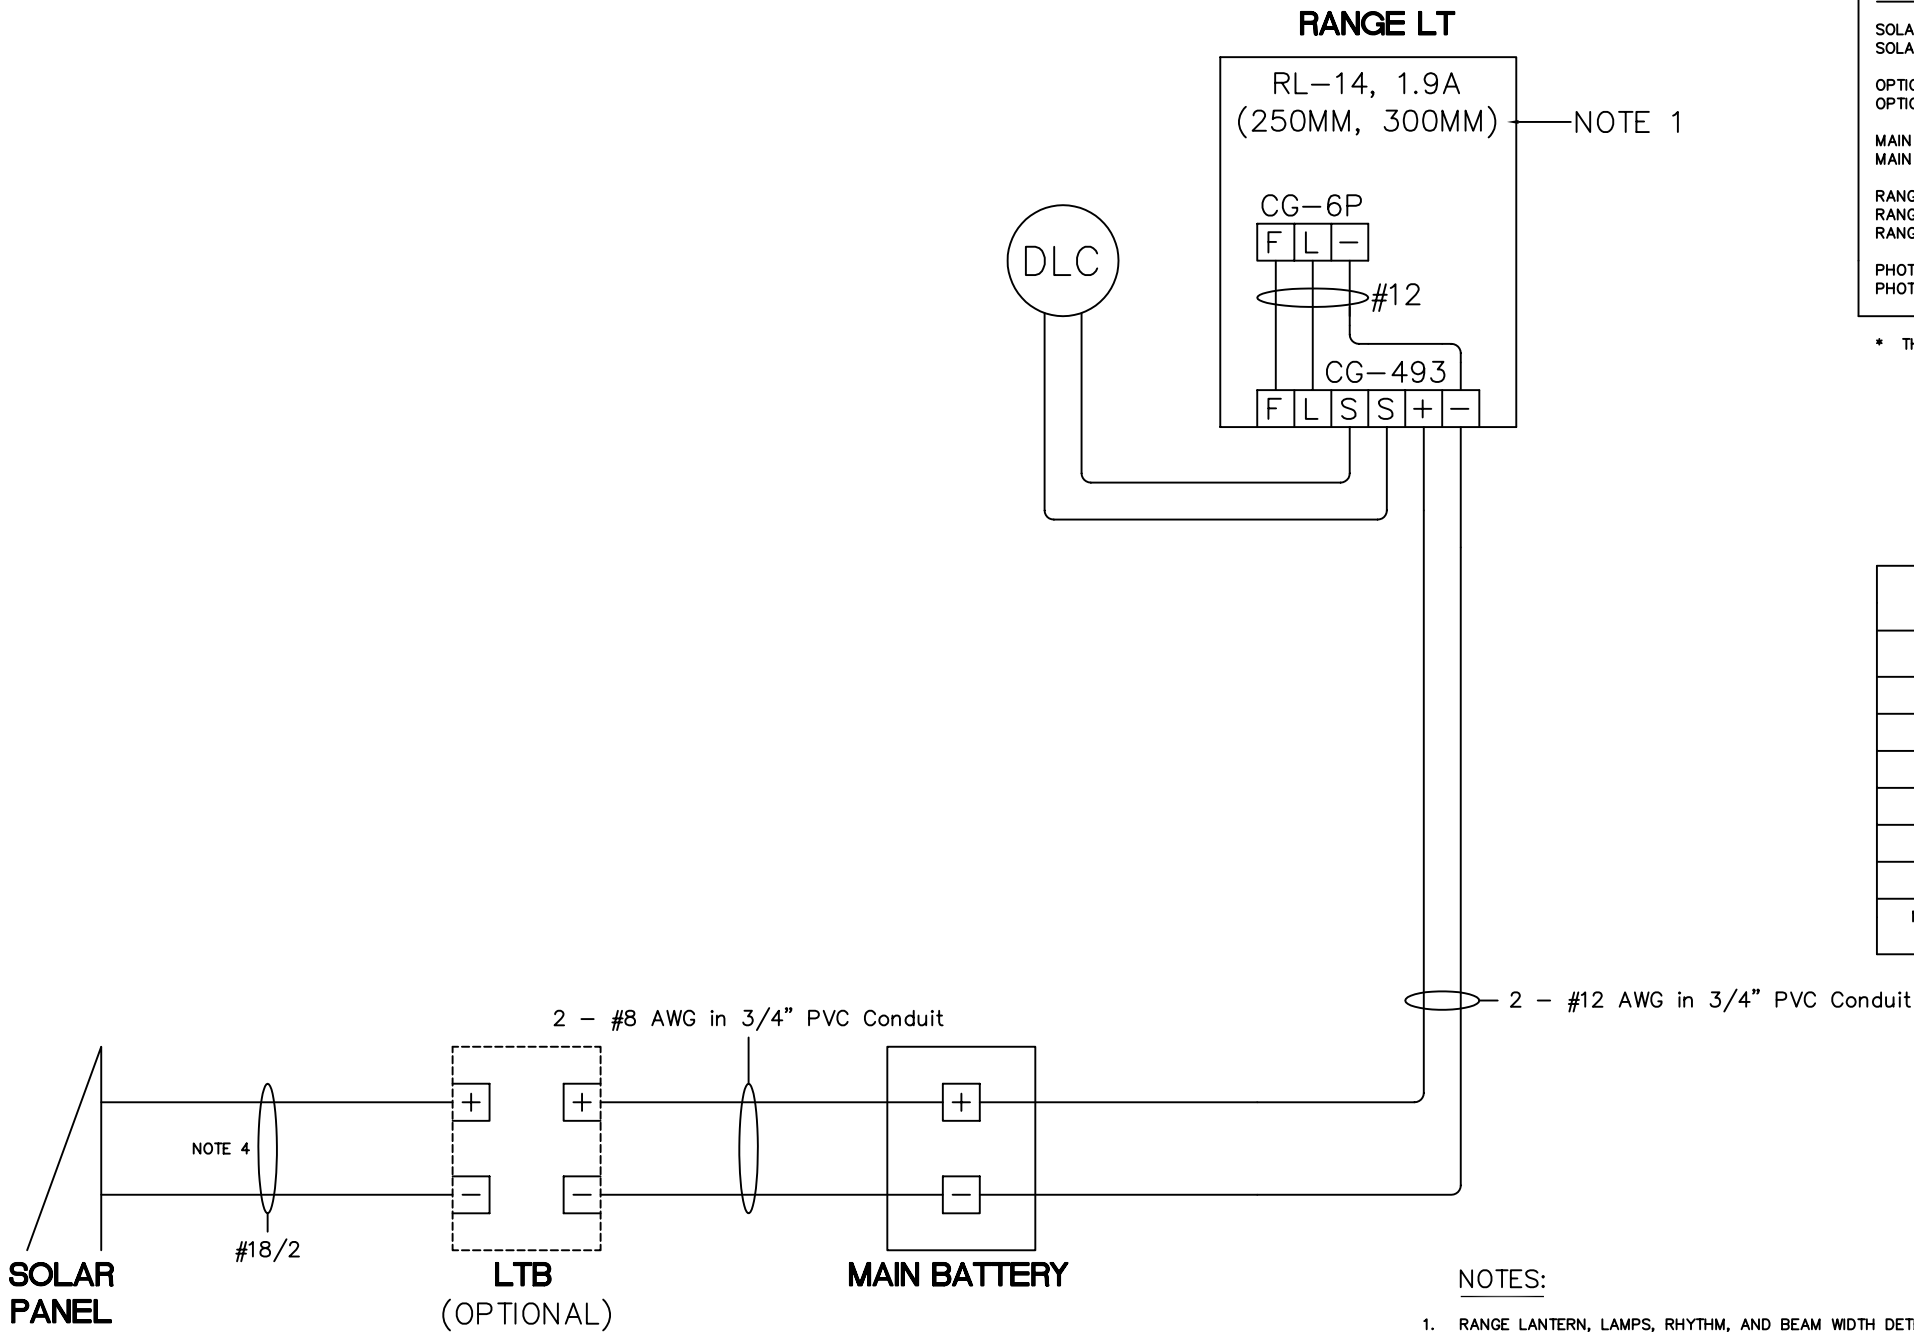 RANGE LT
RL-14, 1.9A
(250MM, 300MM)
NOTE 1
CG-6P
F L -
#12
DLC
CG-493
F L S S + -
MAIN
MAIN
*
2 - #12 AWG in 3/4" PVC Conduit
2 - #8 AWG in 3/4" PVC Conduit
+ + +
NOTE 4
- - -
#18/2
SOLAR
PANEL
LTB
(OPTIONAL)
MAIN BATTERY
NOTES:
1. RANGE LANTERN, LAMPS, RHYTHM, AND BEAM WIDTH